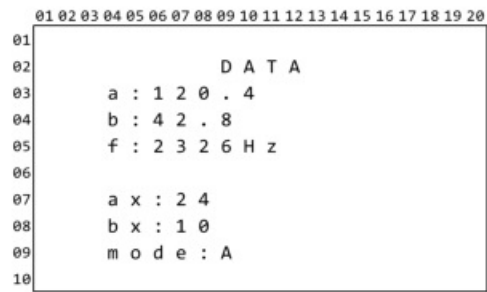 01 02 03 04 05 06 07 08 09 10 11 12 13 14 15 16 17 18 19 20
01
02 D A T A
03 a : 1 2 0 . 4
04 b : 4 2 . 8
05 f : 2 3 2 6 H z
06
07 a x : 2 4
08 b x : 1 0
09 m o d e : A
10